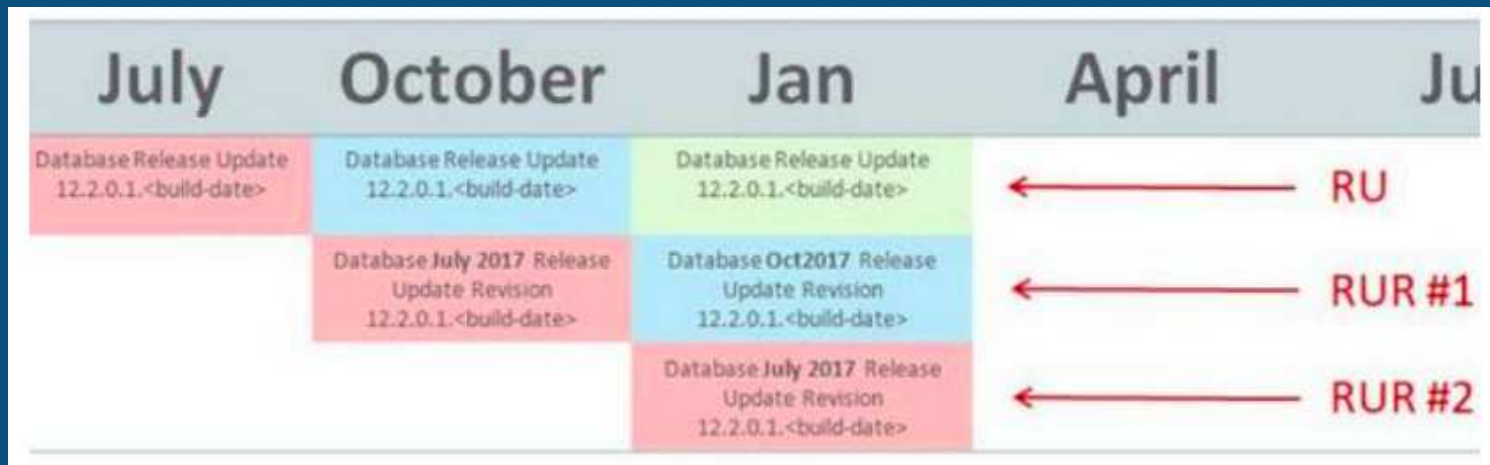 July October Jan April Ju
Database Release Update Database Release Update Database Release Update
12.2.0.1.<build-date> 12.2.0.1.<build-date> 12.2.0.1.<build-date> RU
Database July 2017 Release Database Oct2017 Release
Update Revision Update Revision RUR #1
12.2.0.1.<build-date> 12.2.0.1.<build-date>
Database July 2017 Release
Update Revision RUR #2
12.2.0.1.<build-date>